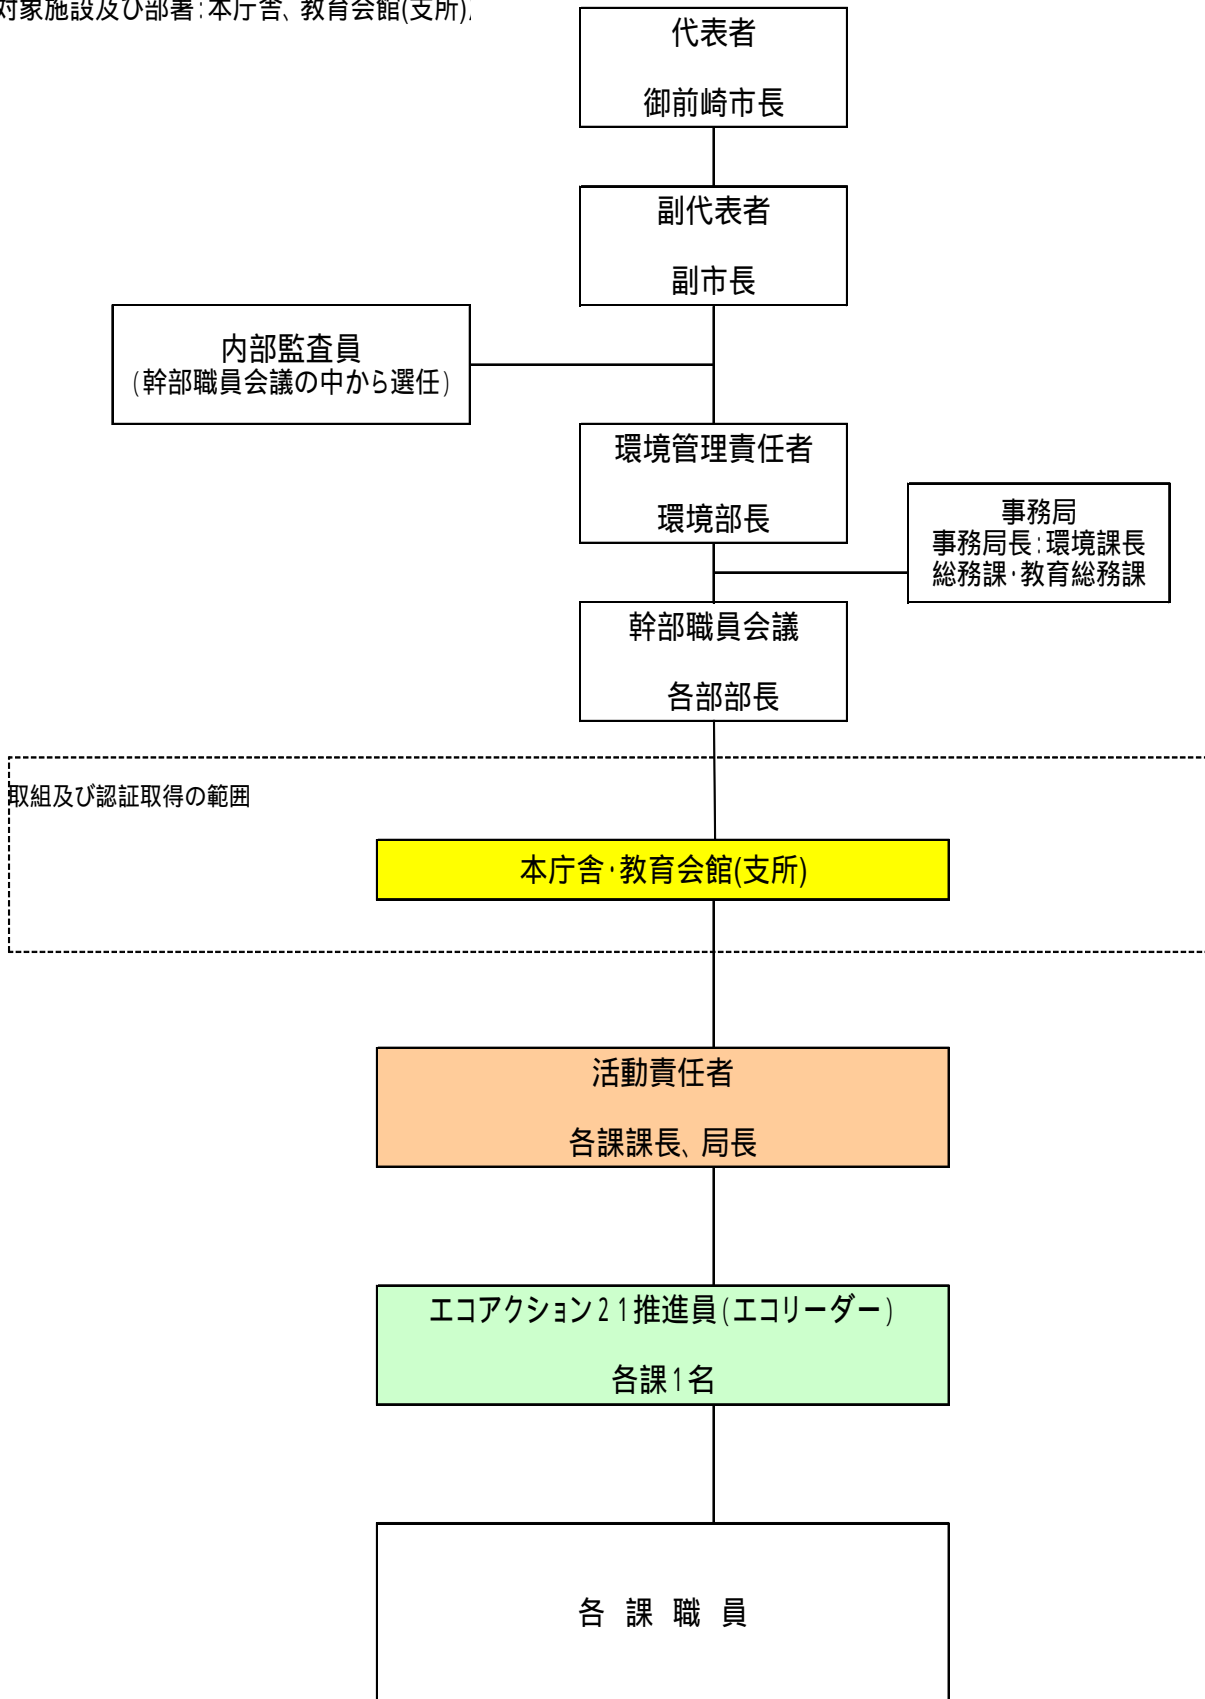 対象施設及び部署:本庁舎、教育会館(支所)
代表者
御前崎市長
副代表者
副市長
内部監査員
(幹部職員会議の中から選任)
環境管理責任者
環境部長
事務局
事務局長:環境課長
総務課・教育総務課
幹部職員会議
各部部長
取組及び認証取得の範囲
本庁舎・教育会館(支所)
活動責任者
各課課長、局長
エコアクション21推進員(エコリーダー)
各課1名
各 課 職 員